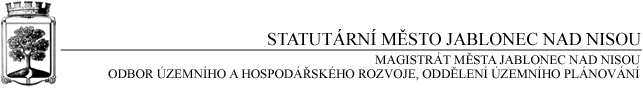 STATUTÁRNÍ MĚSTO JABLONEC NAD NISOU
MAGISTRÁT MĚSTA JABLONEC NAD NISOU
ODBOR ÚZEMNÍHO A HOSPODÁŘSKÉHO ROZVOJE, ODDĚLENÍ ÚZEMNÍHO PLÁNOVÁNÍ